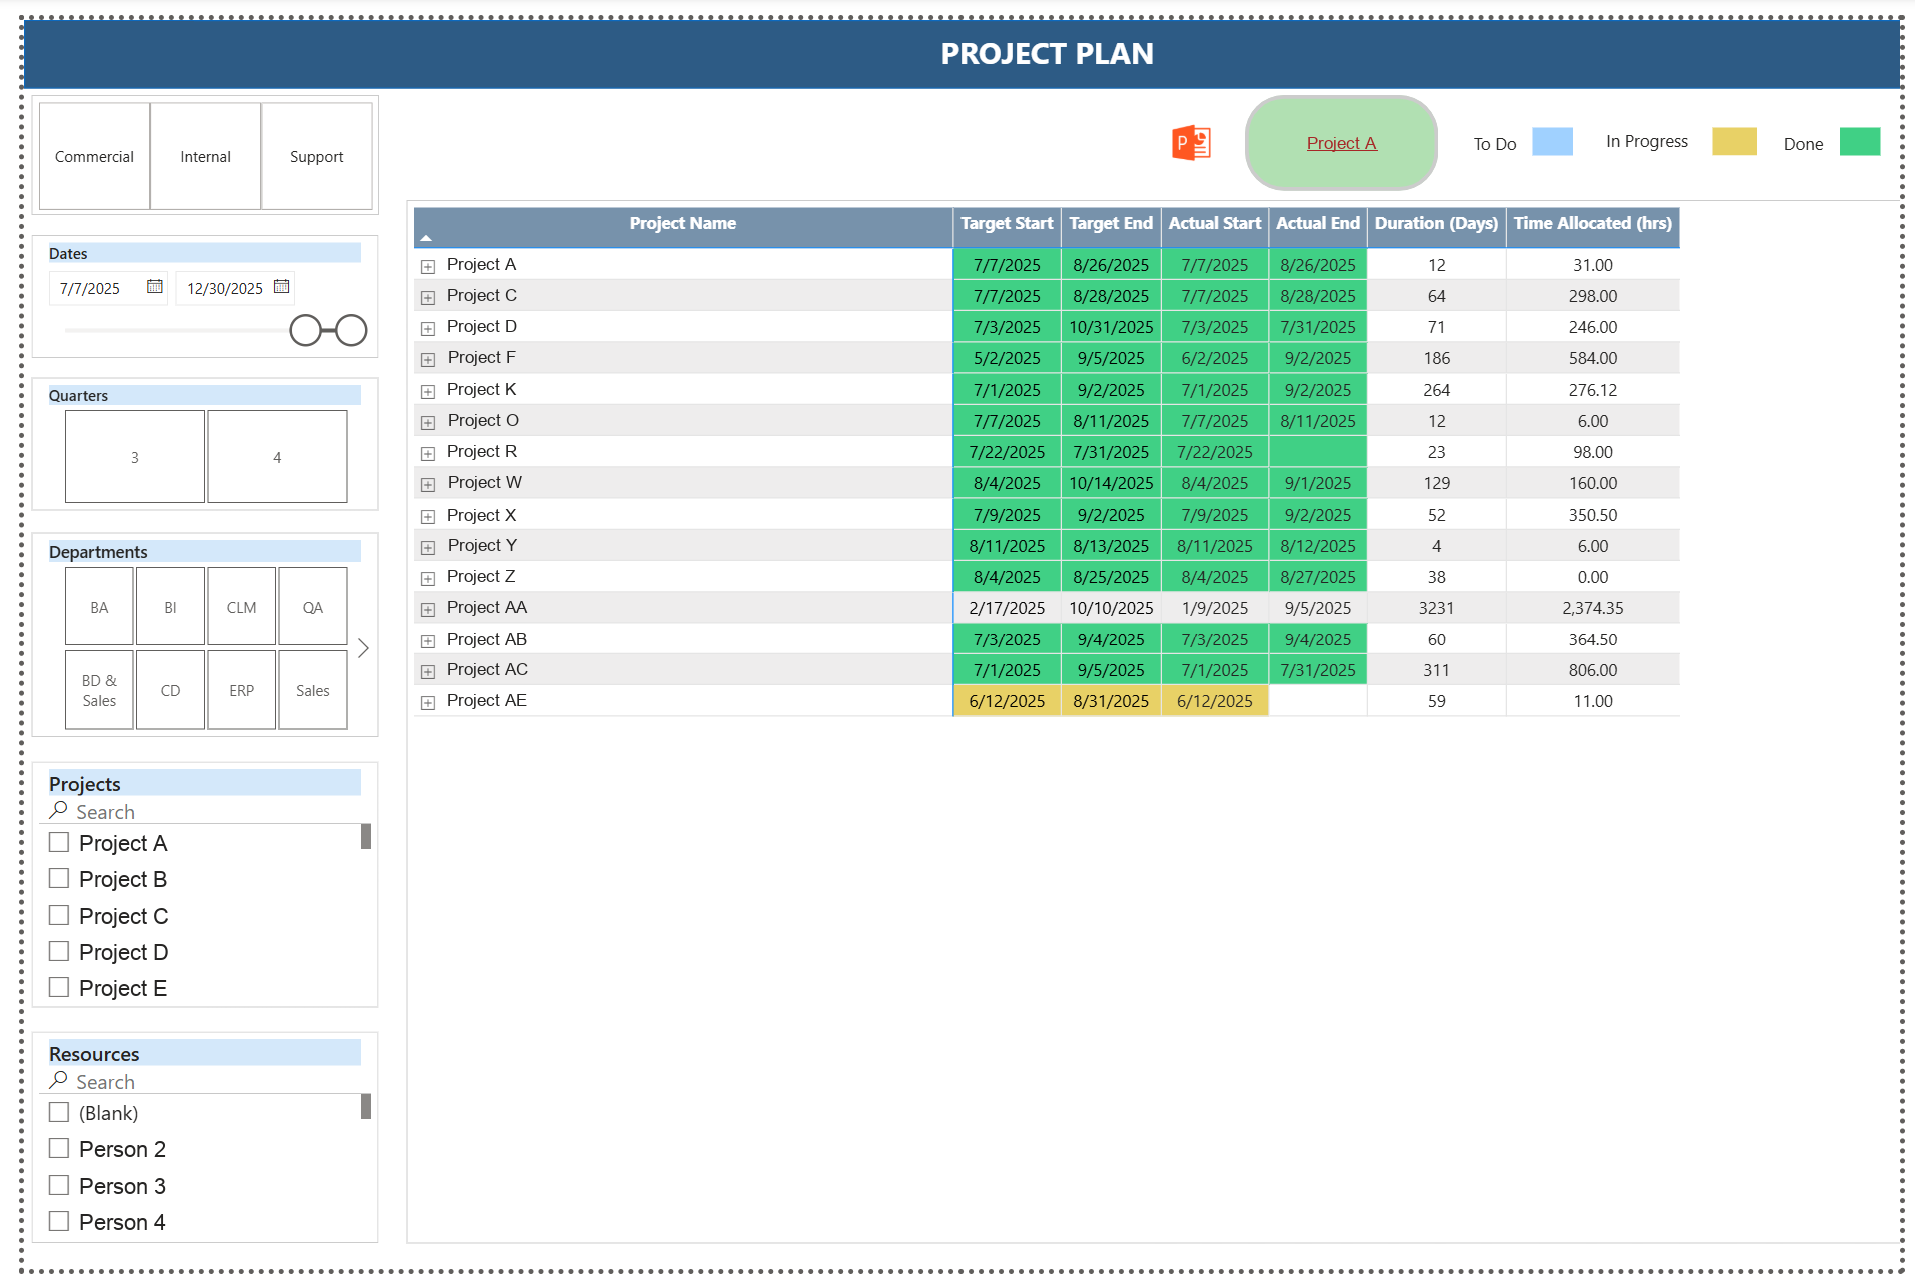 PROJECT PLAN
Commercial Internal Support
Project A To Do In Progress Done
Dates
7/7/2025 12/30/2025
Quarters
3 4
Departments
BA BI CLM QA
BD & Sales CD ERP Sales
Projects
Search
Project A
Project B
Project C
Project D
Project E
Resources
Search
(Blank)
Person 2
Person 3
Person 4
Project Name Target Start Target End Actual Start Actual End Duration (Days) Time Allocated (hrs)
Project A 7/7/2025 8/26/2025 7/7/2025 8/26/2025 12 31.00
Project C 7/7/2025 8/28/2025 7/7/2025 8/28/2025 64 298.00
Project D 7/3/2025 10/31/2025 7/3/2025 7/31/2025 71 246.00
Project F 5/2/2025 9/5/2025 6/2/2025 9/2/2025 186 584.00
Project K 7/1/2025 9/2/2025 7/1/2025 9/2/2025 264 276.12
Project O 7/7/2025 8/11/2025 7/7/2025 8/11/2025 12 6.00
Project R 7/22/2025 7/31/2025 7/22/2025 23 98.00
Project W 8/4/2025 10/14/2025 8/4/2025 9/1/2025 129 160.00
Project X 7/9/2025 9/2/2025 7/9/2025 9/2/2025 52 350.50
Project Y 8/11/2025 8/13/2025 8/11/2025 8/12/2025 4 6.00
Project Z 8/4/2025 8/25/2025 8/4/2025 8/27/2025 38 0.00
Project AA 2/17/2025 10/10/2025 1/9/2025 9/5/2025 3231 2,374.35
Project AB 7/3/2025 9/4/2025 7/3/2025 9/4/2025 60 364.50
Project AC 7/1/2025 9/5/2025 7/1/2025 7/31/2025 311 806.00
Project AE 6/12/2025 8/31/2025 6/12/2025 59 11.00